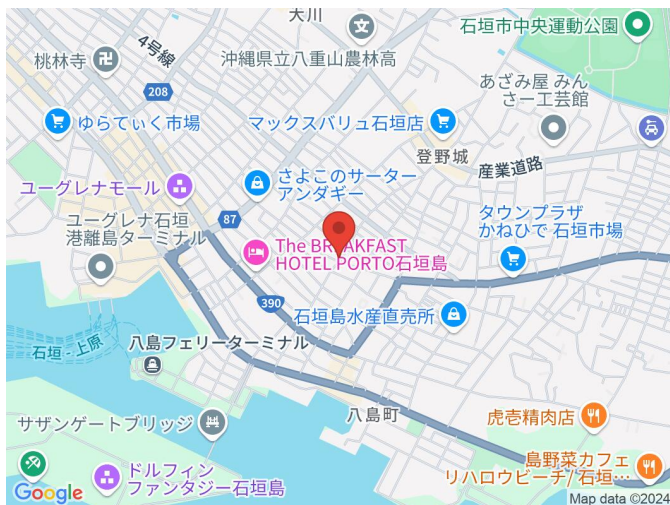 大川
石垣市中央運動公園
4号線
文
桃林寺
卍
沖縄県立八重山農林高
208
あざみ屋 みん
さー工芸館
ゆらてぃく市場
マックスバリュ石垣店
登野城
産業道路
ユーグレナモール
さよこのサーター
アンダギー
87
ユーグレナ石垣
港離島ターミナル
タウンプラザ
かねひで 石垣市場
The BREAKFAST
HOTEL PORTO石垣島
390
石垣島水産直売所
石垣 - 上原
八島フェリーターミナル
八島町
サザンゲートブリッジ
虎壱精肉店
ドルフィン
ファンタジー石垣島
島野菜カフェ
リハロウビーチ/ 石垣…
Google
Map data ©2024